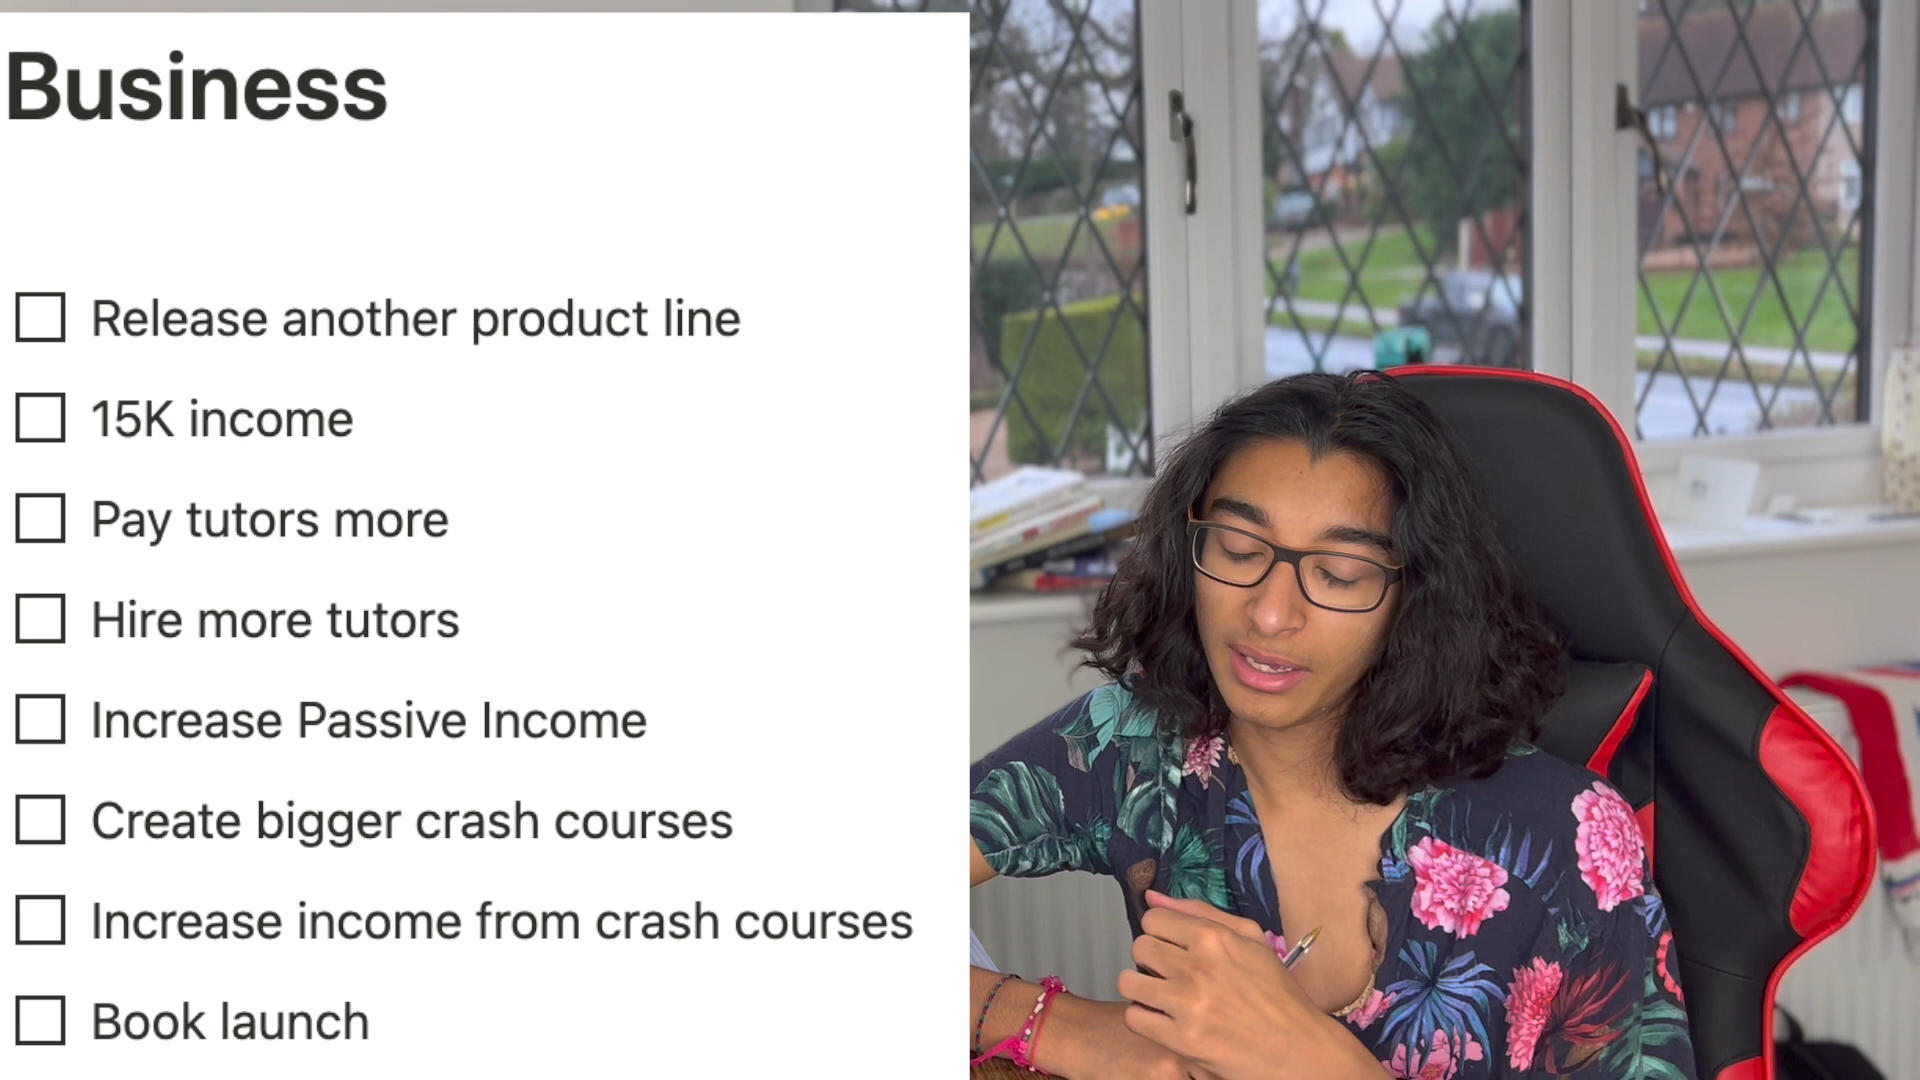 Business
Release another product line
15K income
Pay tutors more
Hire more tutors
Increase Passive Income
Create bigger crash courses
Increase income from crash courses
Book launch